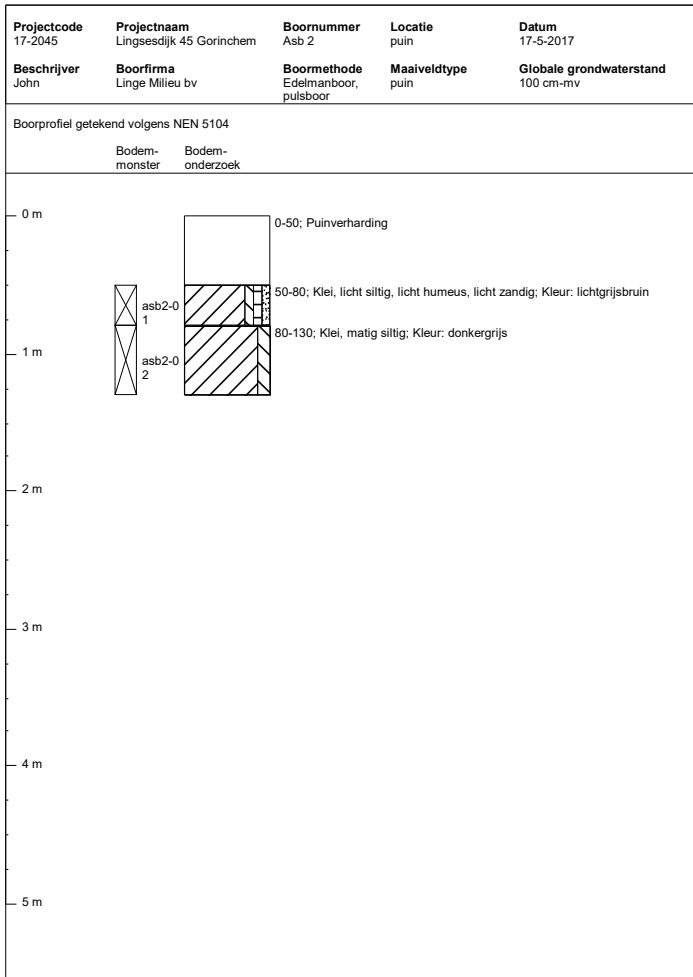 Projectcode Projectnaam Boornummer Locatie Datum
17-2045 Lingsesdijk 45 Gorinchem Asb 2 puin 17-5-2017
Beschrijver Boorfirma Boormethode Maaiveldtype Globale grondwaterstand
John Linge Milieu bv Edelmanboor, puin 100 cm-mv
pulsboor
Boorprofiel getekend volgens NEN 5104
Bodem- Bodem-
monster onderzoek
0 m
0-50; Puinverharding
50-80; Klei, licht siltig, licht humeus, licht zandig; Kleur: lichtgrijsbruin
asb2-0
1
80-130; Klei, matig siltig; Kleur: donkergrijs
1 m
asb2-0
2
2 m
3 m
4 m
5 m